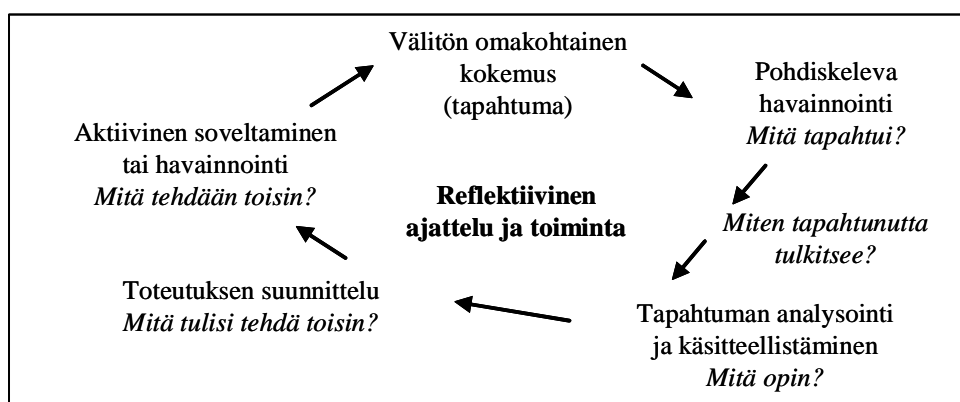 Välitön omakohtainen
kokemus
(tapahtuma)
Pohdiskeleva
havainnointi
Mitä tapahtui?
Miten tapahtunutta
tulkitsee?
Tapahtuman analysointi
ja käsitteellistäminen
Mitä opin?
Toteutuksen suunnittelu
Mitä tulisi tehdä toisin?
Aktiivinen soveltaminen
tai havainnointi
Mitä tehdään toisin?
Reflektiivinen
ajattelu ja toiminta